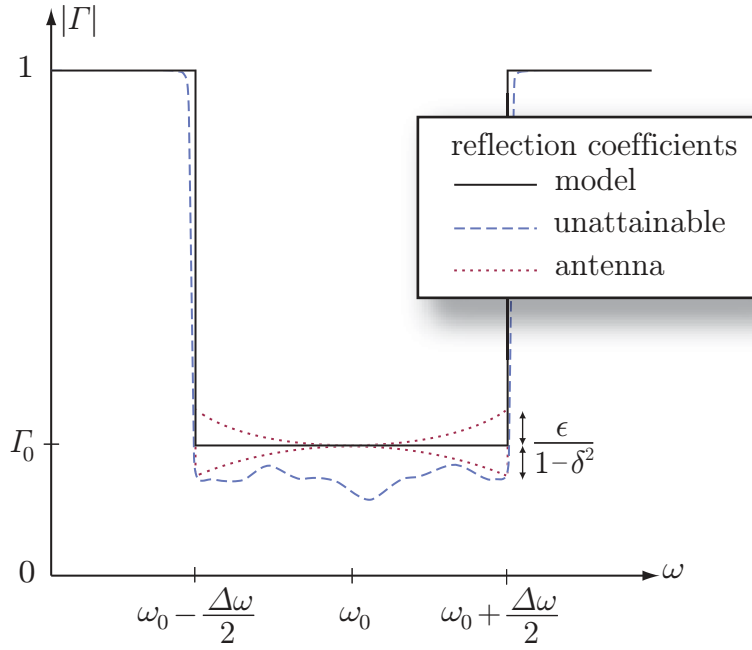 |Γ|
1
reflection coefficients
model
unattainable
antenna
Γ₀
ϵ
1−δ²
0
ω
ω₀ − Δω/2
ω₀
ω₀ + Δω/2